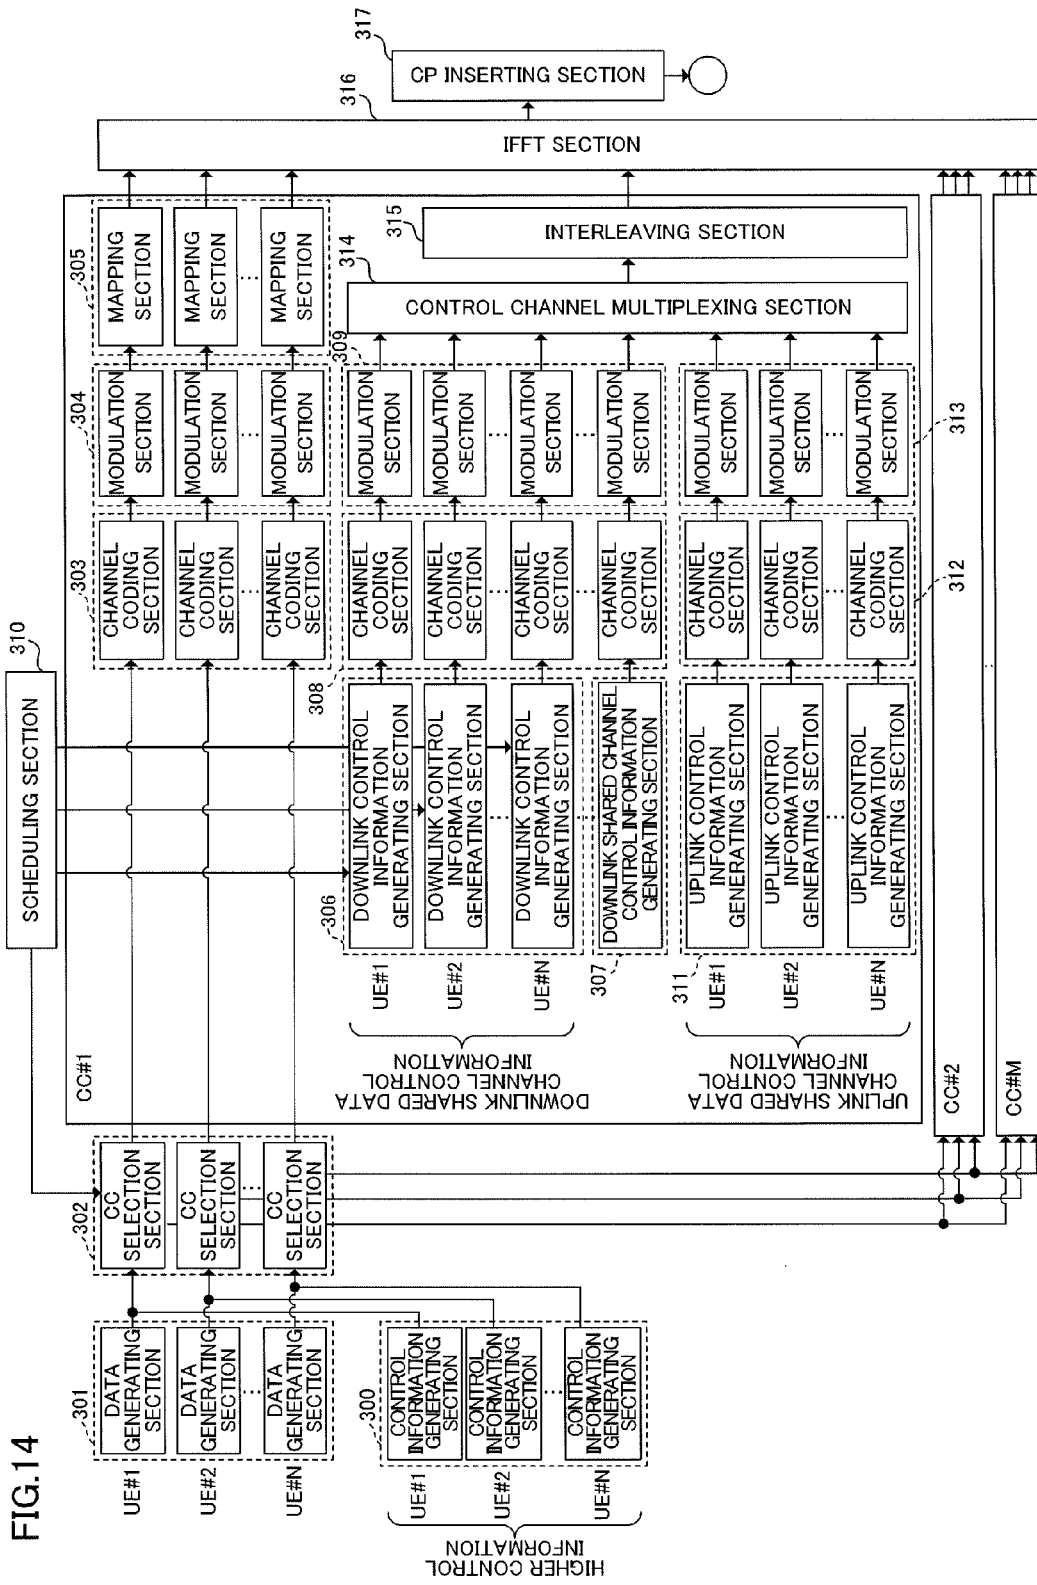 FIG.14
UE#1
UE#2
UE#N
301
DATA
GENERATING
SECTION
DATA
GENERATING
SECTION
DATA
GENERATING
SECTION
HIGHER CONTROL
INFORMATION
UE#1
UE#2
UE#N
300
CONTROL
INFORMATION
GENERATING
SECTION
CONTROL
INFORMATION
GENERATING
SECTION
CONTROL
INFORMATION
GENERATING
SECTION
302
CC
SELECTION
SECTION
CC
SELECTION
SECTION
CC
SELECTION
SECTION
SCHEDULING SECTION
310
CC#1
303
CHANNEL
CODING
SECTION
CHANNEL
CODING
SECTION
CHANNEL
CODING
SECTION
304
MODULATION
SECTION
MODULATION
SECTION
MODULATION
SECTION
305
MAPPING
SECTION
MAPPING
SECTION
MAPPING
SECTION
DOWNLINK SHARED DATA
CHANNEL CONTROL
INFORMATION
UE#1
UE#2
UE#N
306
DOWNLINK CONTROL
INFORMATION
GENERATING SECTION
DOWNLINK CONTROL
INFORMATION
GENERATING SECTION
DOWNLINK CONTROL
INFORMATION
GENERATING SECTION
307
DOWNLINK SHARED CHANNEL
CONTROL INFORMATION
GENERATING SECTION
308
CHANNEL
CODING
SECTION
CHANNEL
CODING
SECTION
CHANNEL
CODING
SECTION
CHANNEL
CODING
SECTION
309
MODULATION
SECTION
MODULATION
SECTION
MODULATION
SECTION
MODULATION
SECTION
UPLINK SHARED DATA
CHANNEL CONTROL
INFORMATION
UE#1
UE#2
UE#N
311
UPLINK CONTROL
INFORMATION
GENERATING SECTION
UPLINK CONTROL
INFORMATION
GENERATING SECTION
UPLINK CONTROL
INFORMATION
GENERATING SECTION
312
CHANNEL
CODING
SECTION
CHANNEL
CODING
SECTION
CHANNEL
CODING
SECTION
313
MODULATION
SECTION
MODULATION
SECTION
MODULATION
SECTION
314
CONTROL CHANNEL MULTIPLEXING SECTION
315
INTERLEAVING SECTION
316
IFFT SECTION
317
CP INSERTING SECTION
CC#2
CC#M